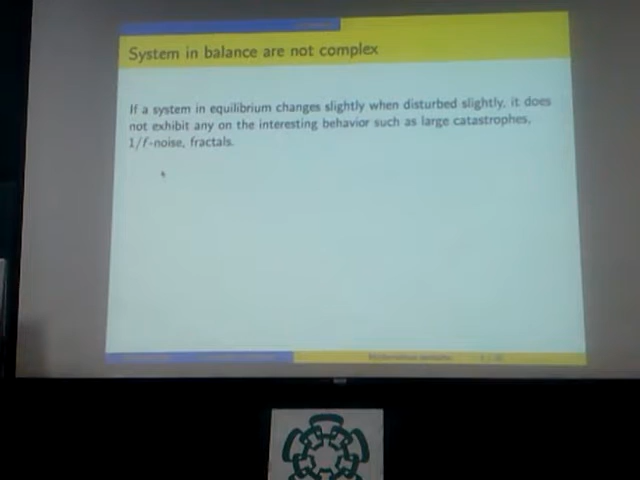 System in balance are not complex
If a system in equilibrium changes slightly when disturbed slightly, it does
not exhibit any on the interesting behavior such as large catastrophes,
1/f-noise, fractals.